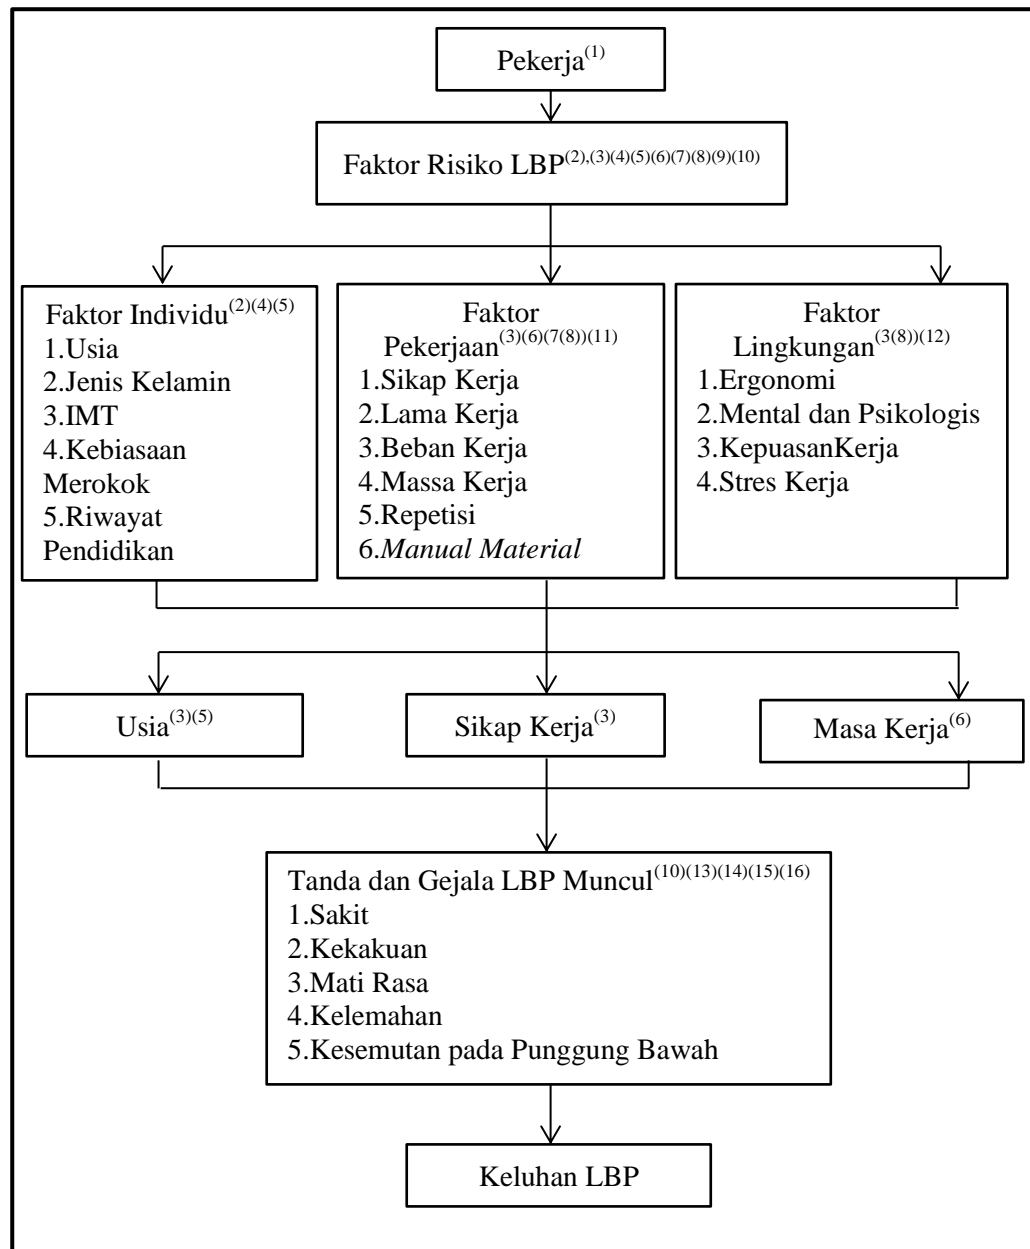 Pekerja(1)
Faktor Risiko LBP(2),(3)(4)(5)(6)(7)(8)(9)(10)
Faktor Individu(2)(4)(5)
1.Usia
2.Jenis Kelamin
3.IMT
4.Kebiasaan
Merokok
5.Riwayat
Pendidikan
Faktor
Pekerjaan(3)(6)(7(8))(11)
1.Sikap Kerja
2.Lama Kerja
3.Beban Kerja
4.Massa Kerja
5.Repetisi
6.Manual Material
Faktor
Lingkungan(3(8))(12)
1.Ergonomi
2.Mental dan Psikologis
3.KepuasanKerja
4.Stres Kerja
Usia(3)(5)
Sikap Kerja(3)
Masa Kerja(6)
Tanda dan Gejala LBP Muncul(10)(13)(14)(15)(16)
1.Sakit
2.Kekakuan
3.Mati Rasa
4.Kelemahan
5.Kesemutan pada Punggung Bawah
Keluhan LBP